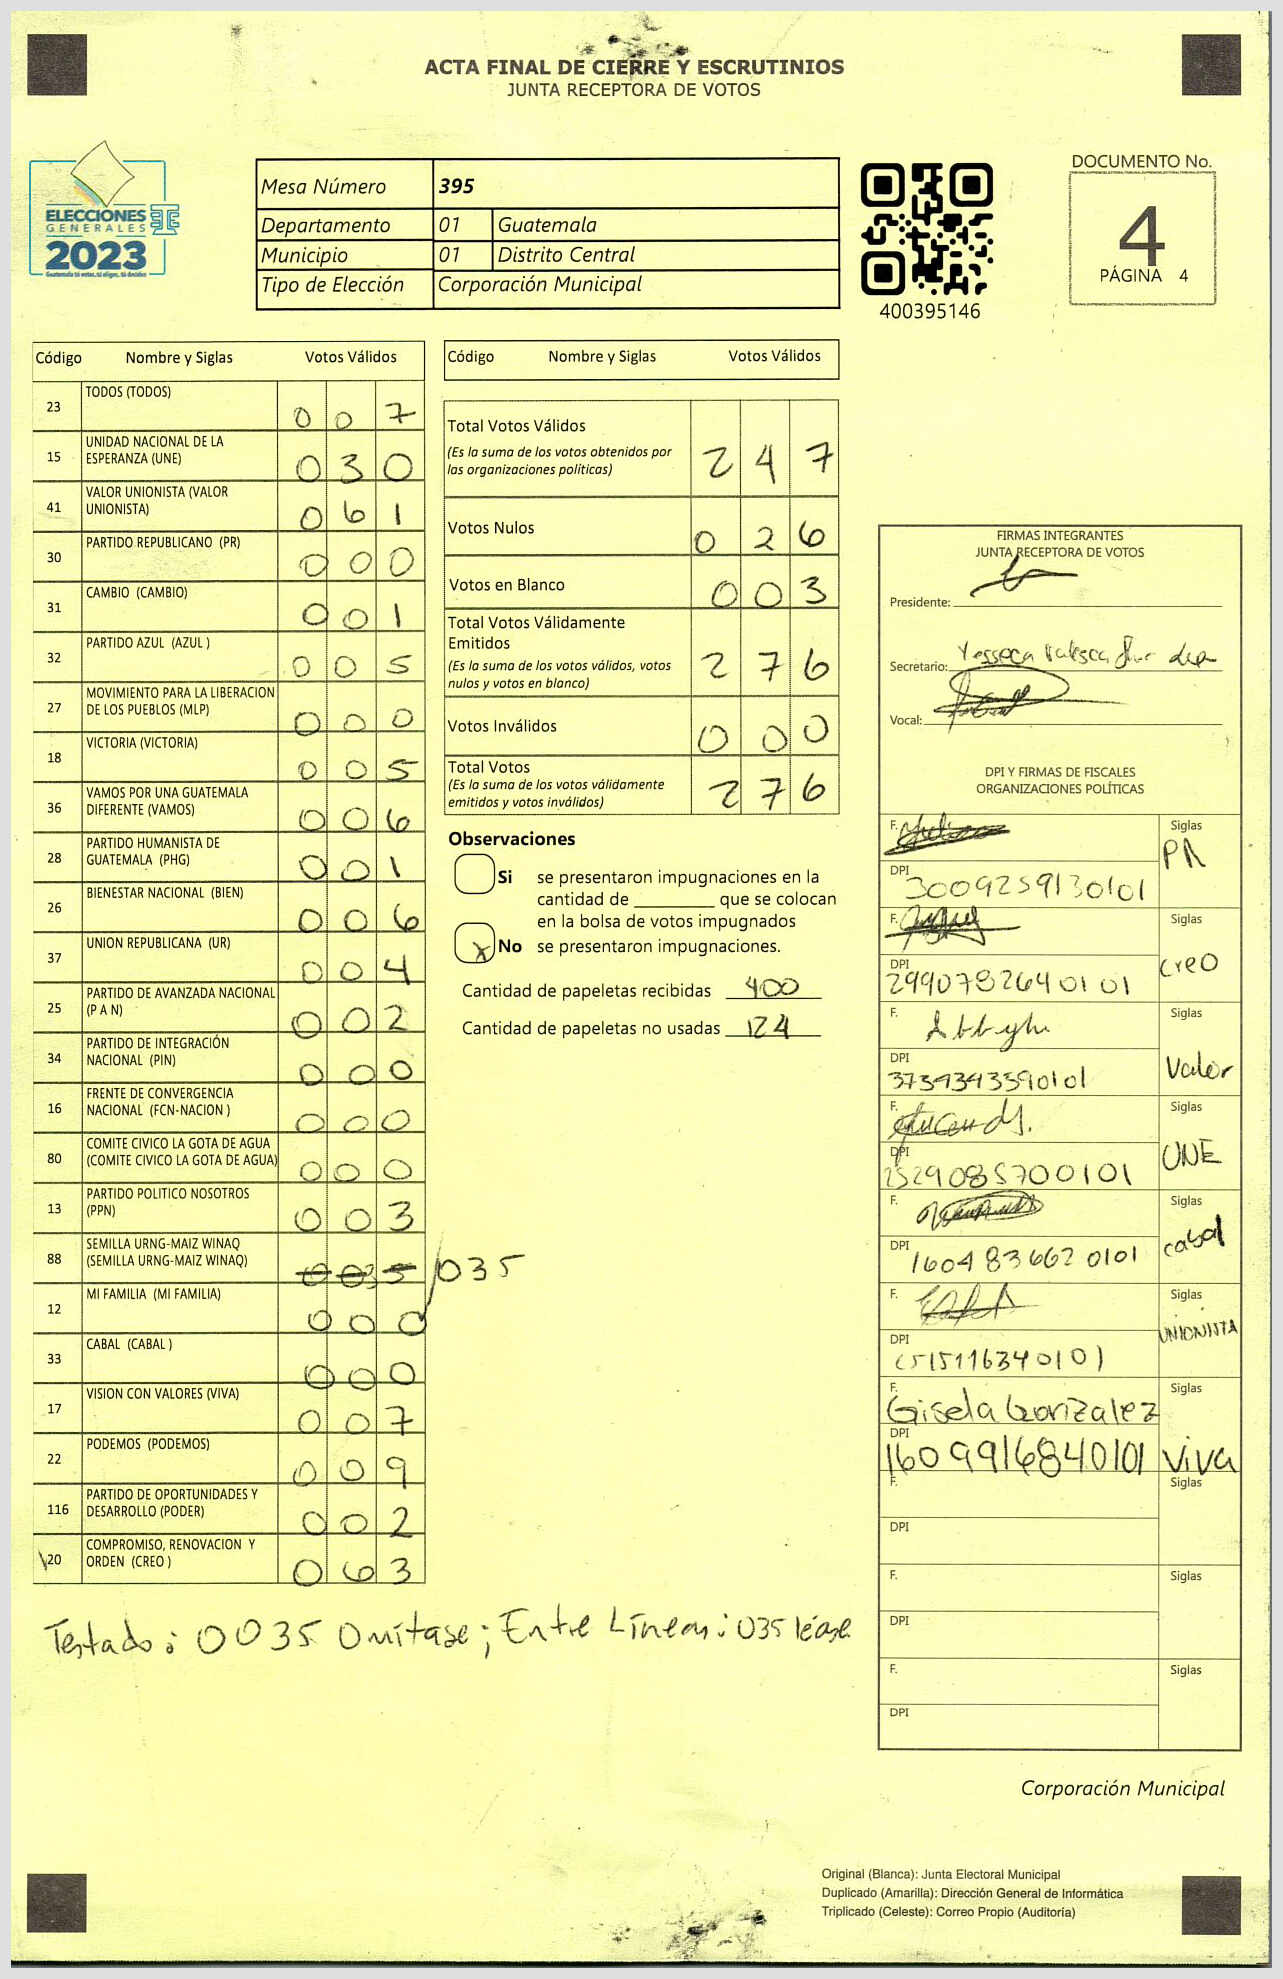 ACTA FINAL DE CIERRE Y ESCRUTINIOS
JUNTA RECEPTORA DE VOTOS
ELECCIONES
GENERALES
2023
Guatemala tú votas, tú eliges, tú decides
Mesa Número 395
Departamento 01 Guatemala
Municipio 01 Distrito Central
Tipo de Elección Corporación Municipal
400395146
DOCUMENTO No.
4
PÁGINA 4
Código Nombre y Siglas Votos Válidos
23 TODOS (TODOS) 0 0 7
15 UNIDAD NACIONAL DE LA ESPERANZA (UNE) 0 3 0
41 VALOR UNIONISTA (VALOR UNIONISTA) 0 6 1
30 PARTIDO REPUBLICANO (PR) 0 0 0
31 CAMBIO (CAMBIO) 0 0 1
32 PARTIDO AZUL (AZUL ) 0 0 5
27 MOVIMIENTO PARA LA LIBERACION DE LOS PUEBLOS (MLP) 0 0 0
18 VICTORIA (VICTORIA) 0 0 5
36 VAMOS POR UNA GUATEMALA DIFERENTE (VAMOS) 0 0 6
28 PARTIDO HUMANISTA DE GUATEMALA (PHG) 0 0 1
26 BIENESTAR NACIONAL (BIEN) 0 0 6
37 UNION REPUBLICANA (UR) 0 0 4
25 PARTIDO DE AVANZADA NACIONAL (P A N) 0 0 2
34 PARTIDO DE INTEGRACIÓN NACIONAL (PIN) 0 0 0
16 FRENTE DE CONVERGENCIA NACIONAL (FCN-NACION ) 0 0 0
80 COMITE CIVICO LA GOTA DE AGUA (COMITE CIVICO LA GOTA DE AGUA) 0 0 0
13 PARTIDO POLITICO NOSOTROS (PPN) 0 0 3
88 SEMILLA URNG-MAIZ WINAQ (SEMILLA URNG-MAIZ WINAQ) 0 0 3 5 / 035
12 MI FAMILIA (MI FAMILIA) 0 0 0
33 CABAL (CABAL ) 0 0 0
17 VISION CON VALORES (VIVA) 0 0 7
22 PODEMOS (PODEMOS) 0 0 9
116 PARTIDO DE OPORTUNIDADES Y DESARROLLO (PODER) 0 0 2
20 COMPROMISO, RENOVACION Y ORDEN (CREO ) 0 6 3
Testado: 0035 Omítase; Entre Líneas: 035 léase
Código Nombre y Siglas Votos Válidos
Total Votos Válidos 2 4 7
(Es la suma de los votos obtenidos por
las organizaciones politicas)
Votos Nulos 0 2 6
Votos en Blanco 0 0 3
Total Votos Válidamente
Emitidos 2 7 6
(Es la suma de los votos válidos, votos
nulos y votos en blanco)
Votos Inválidos 0 0 0
Total Votos 2 7 6
(Es la suma de los votos válidamente
emitidos y votos inválidos)
Observaciones
Si se presentaron impugnaciones en la
cantidad de ________ que se colocan
en la bolsa de votos impugnados
x No se presentaron impugnaciones.
Cantidad de papeletas recibidas 400
Cantidad de papeletas no usadas 124
FIRMAS INTEGRANTES
JUNTA RECEPTORA DE VOTOS
Presidente:
Secretario:
Vocal:
DPI Y FIRMAS DE FISCALES
ORGANIZACIONES POLÍTICAS
F. Siglas PR
DPI 3009259130101
F. Siglas creo
DPI 2990782640101
F. Siglas Valor
DPI 3734343390101
F. Siglas UNE
DPI 2529085700101
F. Siglas cabal
DPI 1604836620101
F. Siglas UNIONISTA
DPI
F. Gisela Gonzalez Siglas
DPI 1609916840101 viva
F. Siglas
DPI
F. Siglas
DPI
F. Siglas
DPI
Corporación Municipal
Original (Blanca): Junta Electoral Municipal
Duplicado (Amarilla): Dirección General de Informática
Triplicado (Celeste): Correo Propio (Auditoría)